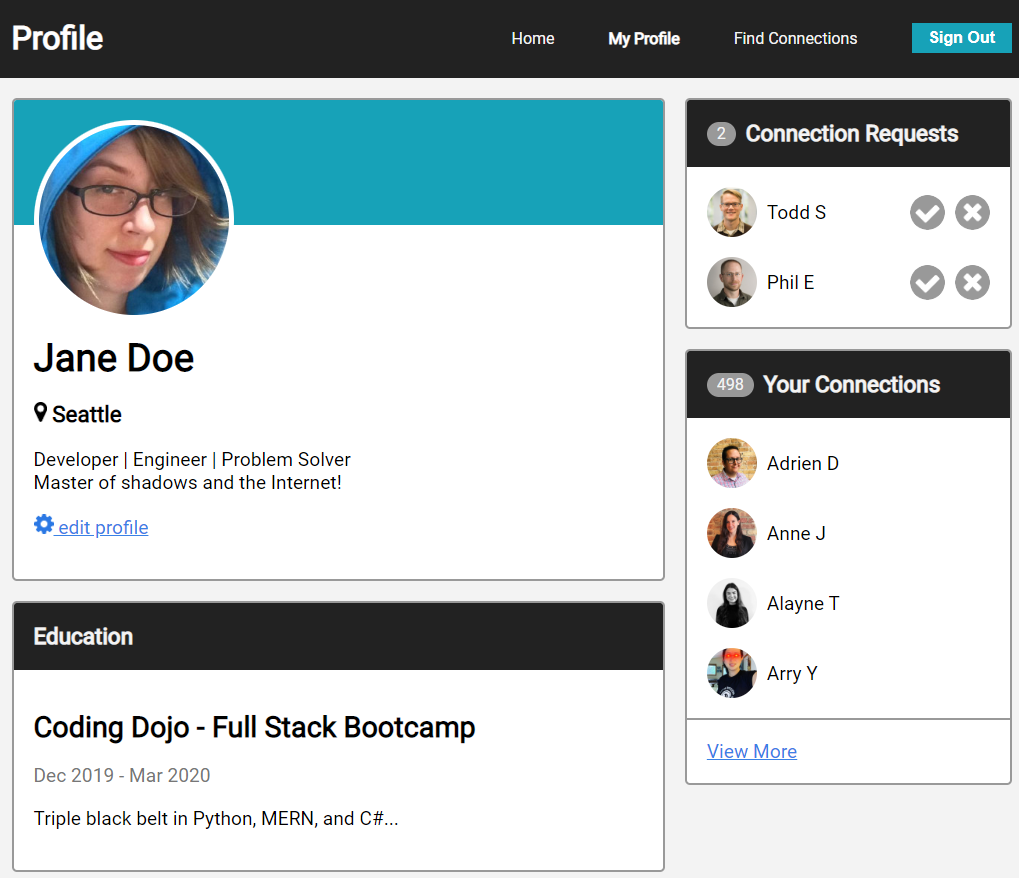 Profile
Home
My Profile
Find Connections
Sign Out
Jane Doe
Seattle
Developer | Engineer | Problem Solver
Master of shadows and the Internet!
edit profile
Education
Coding Dojo - Full Stack Bootcamp
Dec 2019 - Mar 2020
Triple black belt in Python, MERN, and C#...
2 Connection Requests
Todd S
Phil E
498 Your Connections
Adrien D
Anne J
Alayne T
Arry Y
View More